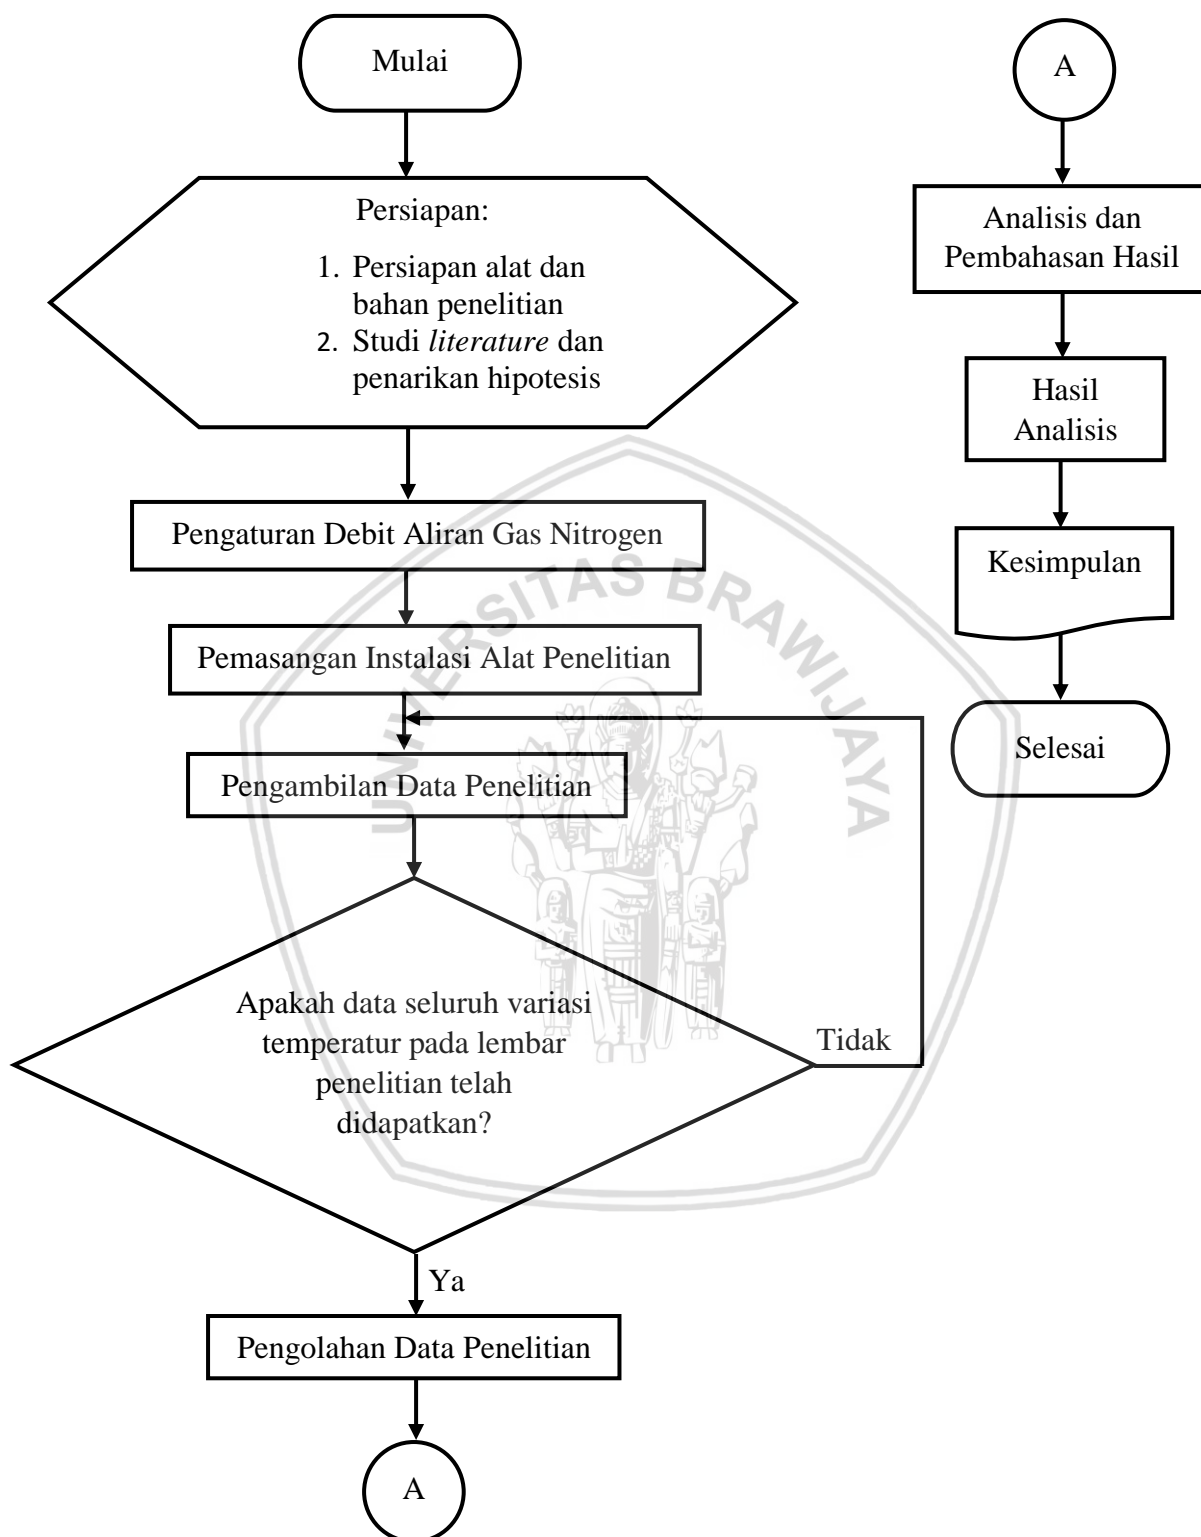 Mulai
Persiapan:
1. Persiapan alat dan
bahan penelitian
2. Studi literature dan
penarikan hipotesis
Pengaturan Debit Aliran Gas Nitrogen
Pemasangan Instalasi Alat Penelitian
Pengambilan Data Penelitian
Apakah data seluruh variasi
temperatur pada lembar
penelitian telah
didapatkan?
Tidak
Ya
Pengolahan Data Penelitian
A
A
Analisis dan
Pembahasan Hasil
Hasil
Analisis
Kesimpulan
Selesai
UNIVERSITAS BRAWIJAYA